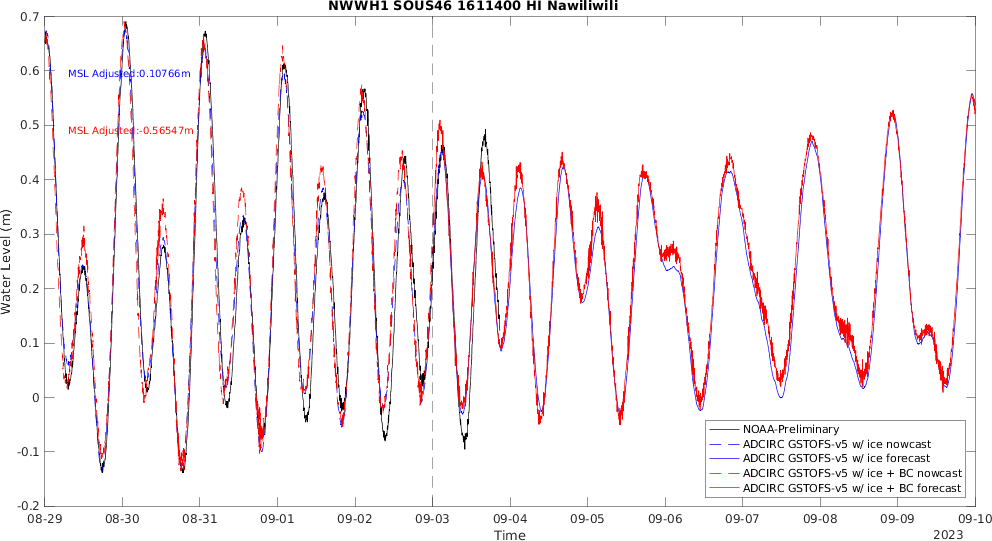 NWWH1 SOUS46 1611400 HI Nawiliwili
0.7
0.6
0.5
0.4
0.3
0.2
0.1
0
-0.1
-0.2
Water Level (m)
MSL Adjusted:0.10766m
MSL Adjusted:-0.56547m
NOAA-Preliminary
ADCIRC GSTOFS-v5 w/ ice nowcast
ADCIRC GSTOFS-v5 w/ ice forecast
ADCIRC GSTOFS-v5 w/ ice + BC nowcast
ADCIRC GSTOFS-v5 w/ ice + BC forecast
08-29 08-30 08-31 09-01 09-02 09-03 09-04 09-05 09-06 09-07 09-08 09-09 09-10
Time
2023